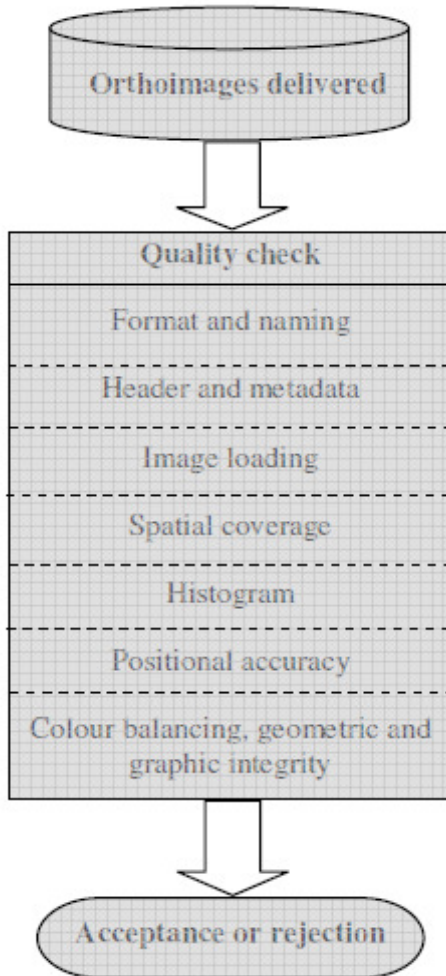 Orthoimages delivered
Quality check
Format and naming
Header and metadata
Image loading
Spatial coverage
Histogram
Positional accuracy
Colour balancing, geometric and
graphic integrity
Acceptance or rejection